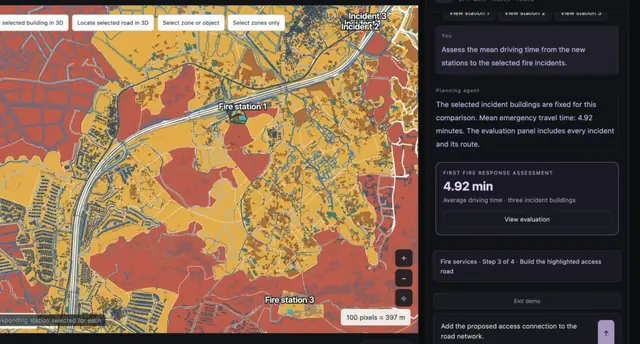 selected building in 3D
Locate selected road in 3D
Select zone or object
Select zones only
Incident 3
Incident 2
Fire station 1
Fire station 3
+
−
100 pixels = 397 m
expanding station selected for each
View station 1
View station 2
View station 3
You
Assess the mean driving time from the new
stations to the selected fire incidents.
Planning agent
The selected incident buildings are fixed for this
comparison. Mean emergency travel time: 4.92
minutes. The evaluation panel includes every incident
and its route.
FIRST FIRE RESPONSE ASSESSMENT
4.92 min
Average driving time · three incident buildings
View evaluation
Fire services · Step 3 of 4 · Build the highlighted access
road
Exit demo
Add the proposed access connection to the
road network.